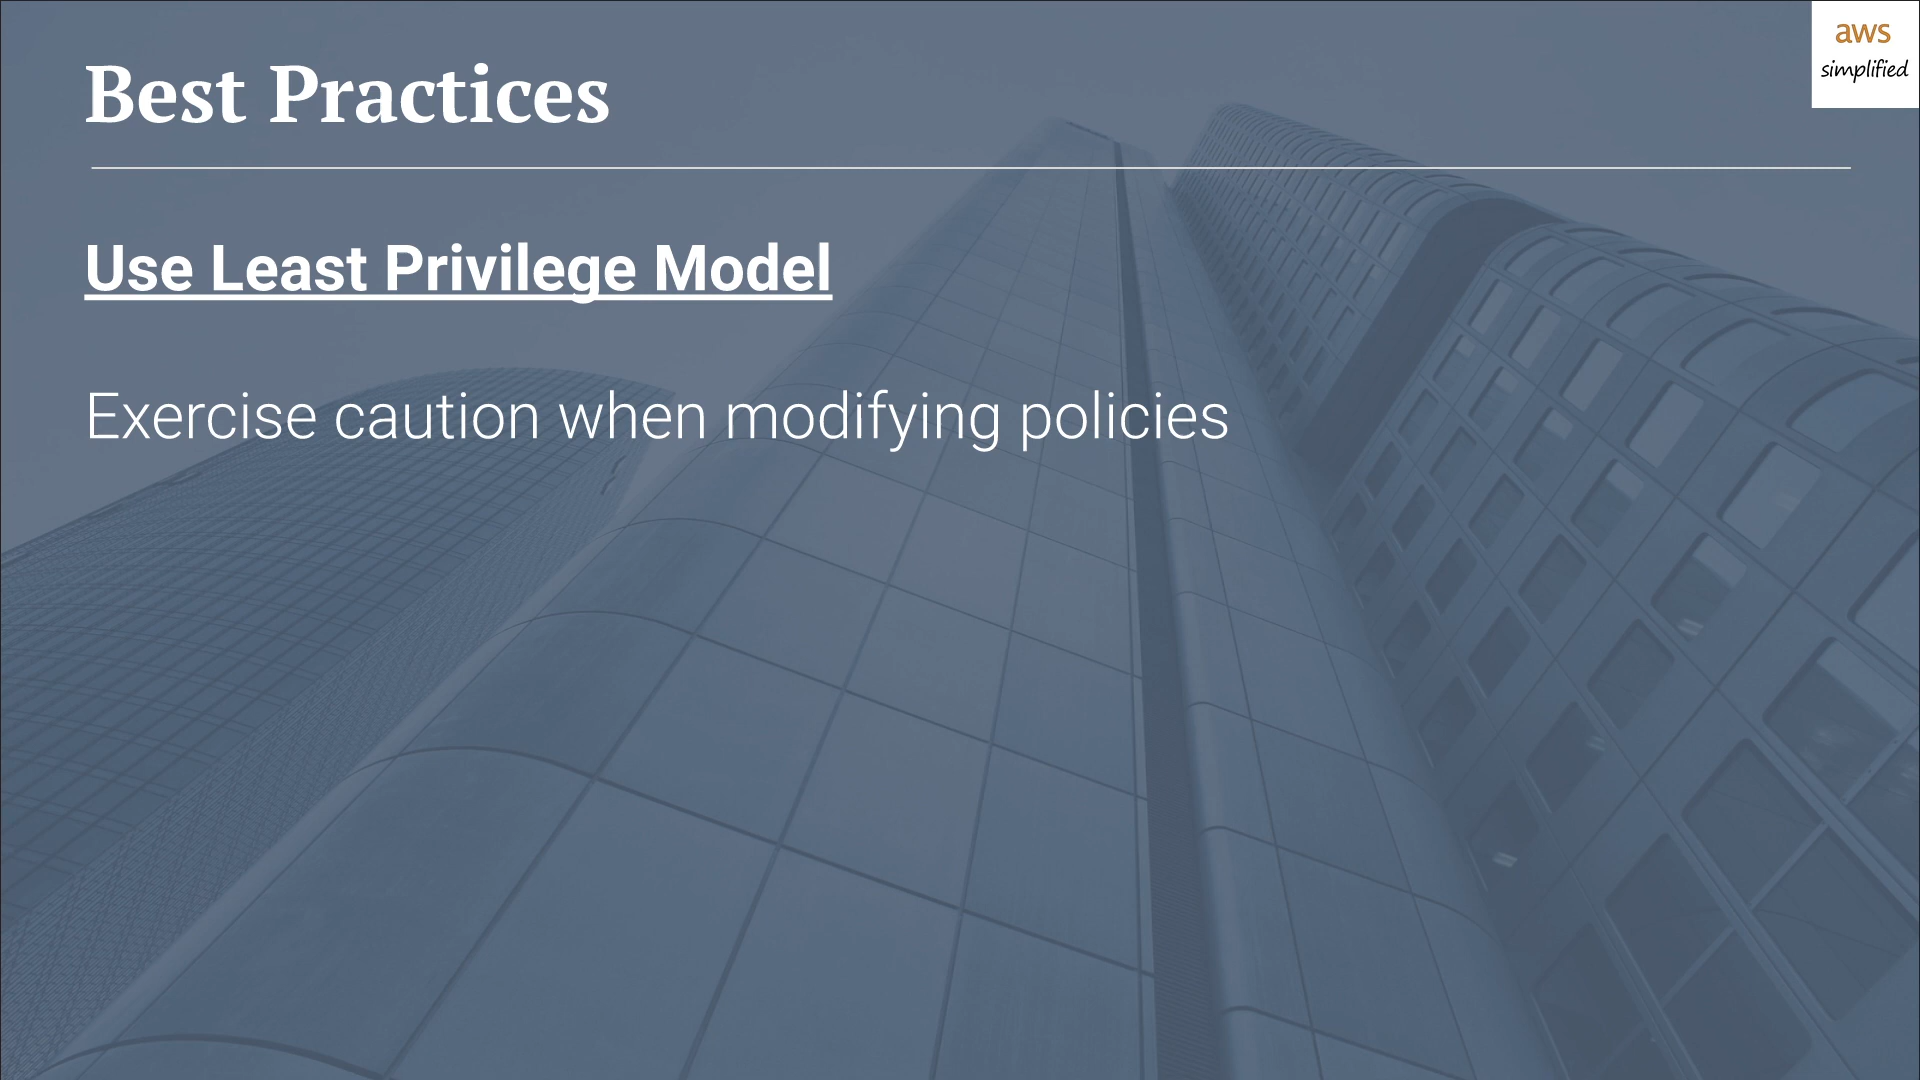 aws
simplified
Best Practices
Use Least Privilege Model
Exercise caution when modifying policies